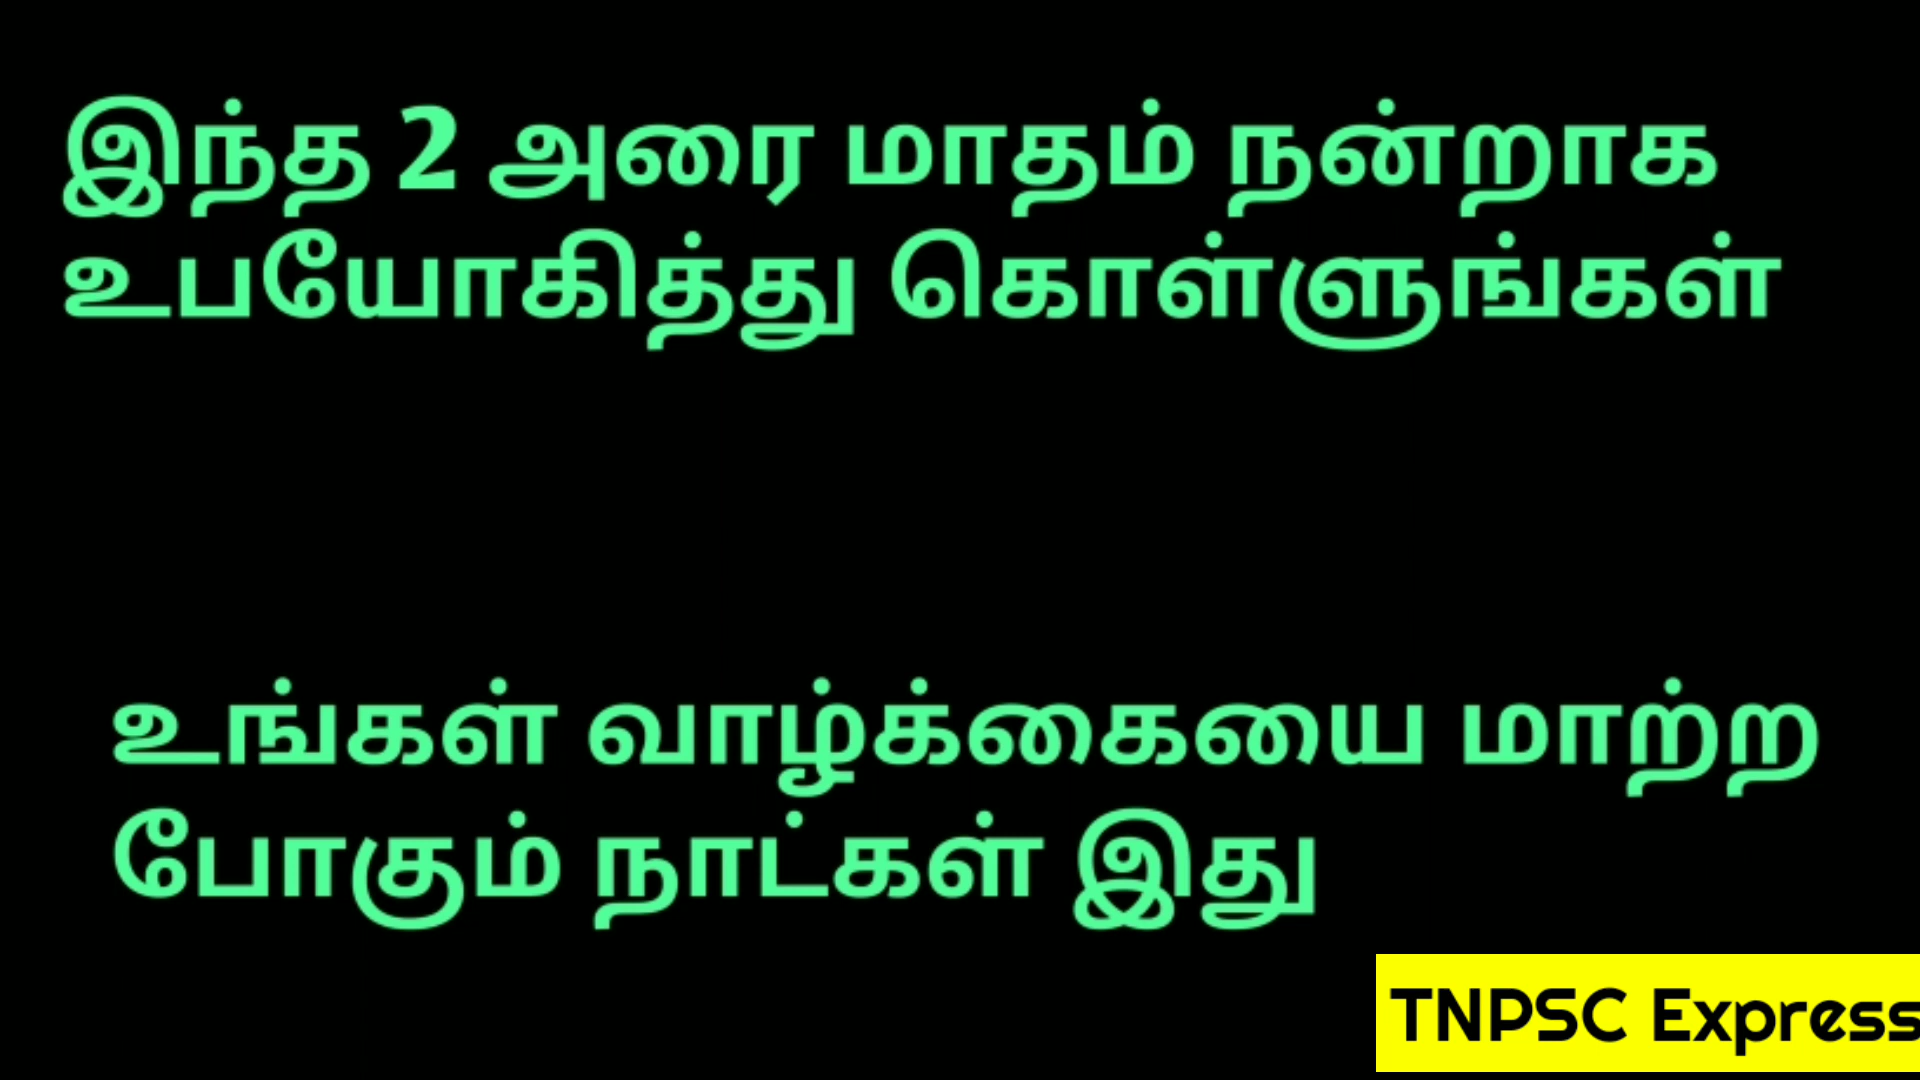 இந்த 2 அரை மாதம் நன்றாக
உபயோகித்து கொள்ளுங்கள்
உங்கள் வாழ்க்கையை மாற்ற
போகும் நாட்கள் இது
TNPSC Express